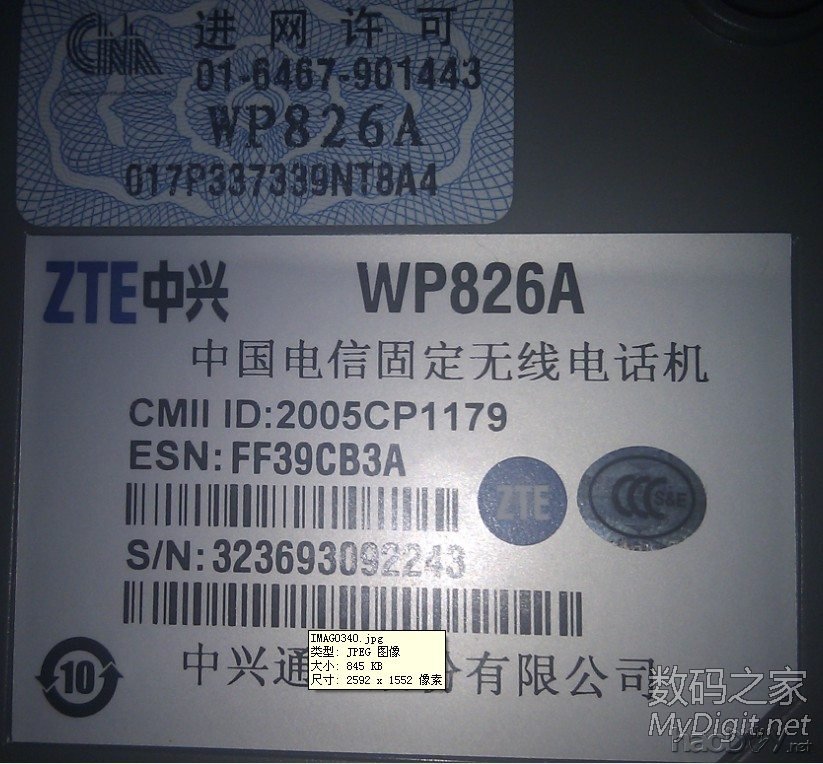 CINA 进网许可
01-6467-901443
WP826A
017P337339NT8A4
ZTE中兴 WP826A
中国电信固定无线电话机
CMII ID:2005CP1179
ESN:FF39CB3A
ZTE
CCC S&E
S/N:323693092243
IMAG0340.jpg
类型: JPEG 图像
大小: 845 KB
尺寸: 2592 x 1552 像素
10
中兴通 份有限公司
数码之家
MyDigit.net